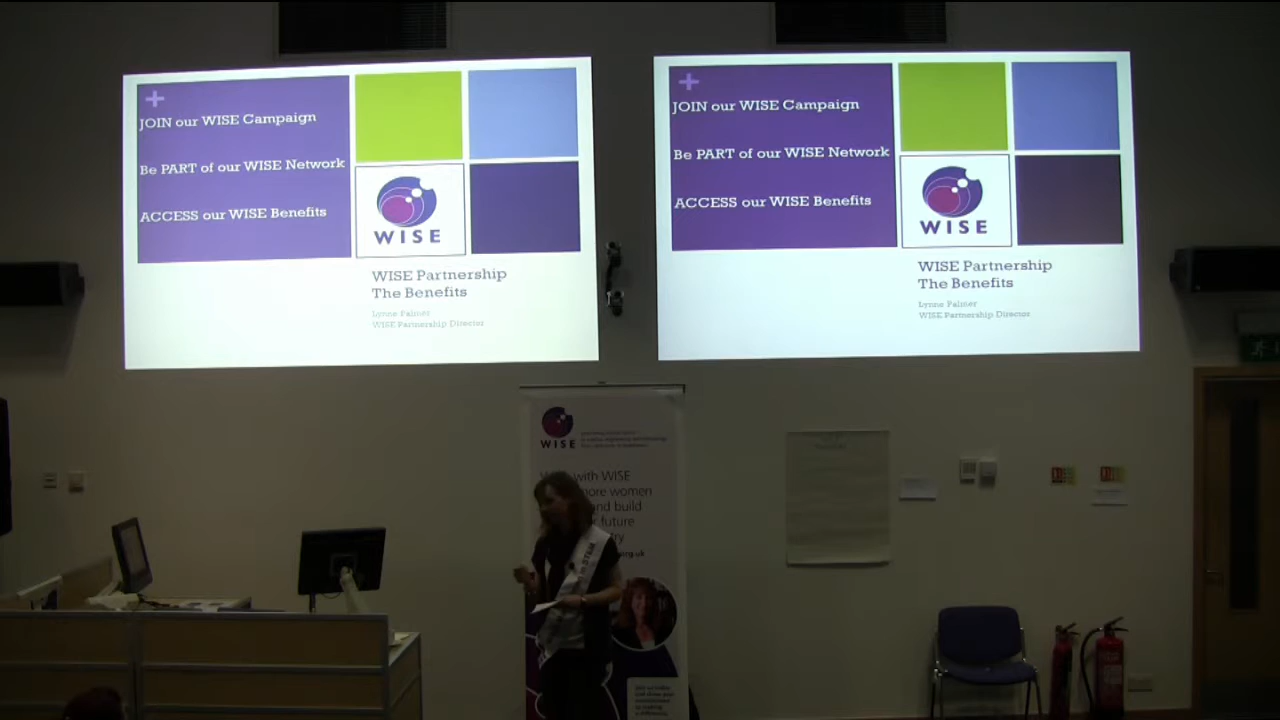 +
JOIN our WISE Campaign
Be PART of our WISE Network
ACCESS our WISE Benefits
WISE
WISE Partnership
The Benefits
Lynne Palmer
WISE Partnership Director
+
JOIN our WISE Campaign
Be PART of our WISE Network
ACCESS our WISE Benefits
WISE
WISE Partnership
The Benefits
Lynne Palmer
WISE Partnership Director
WISE
with WISE
more women
and build
future
org.uk